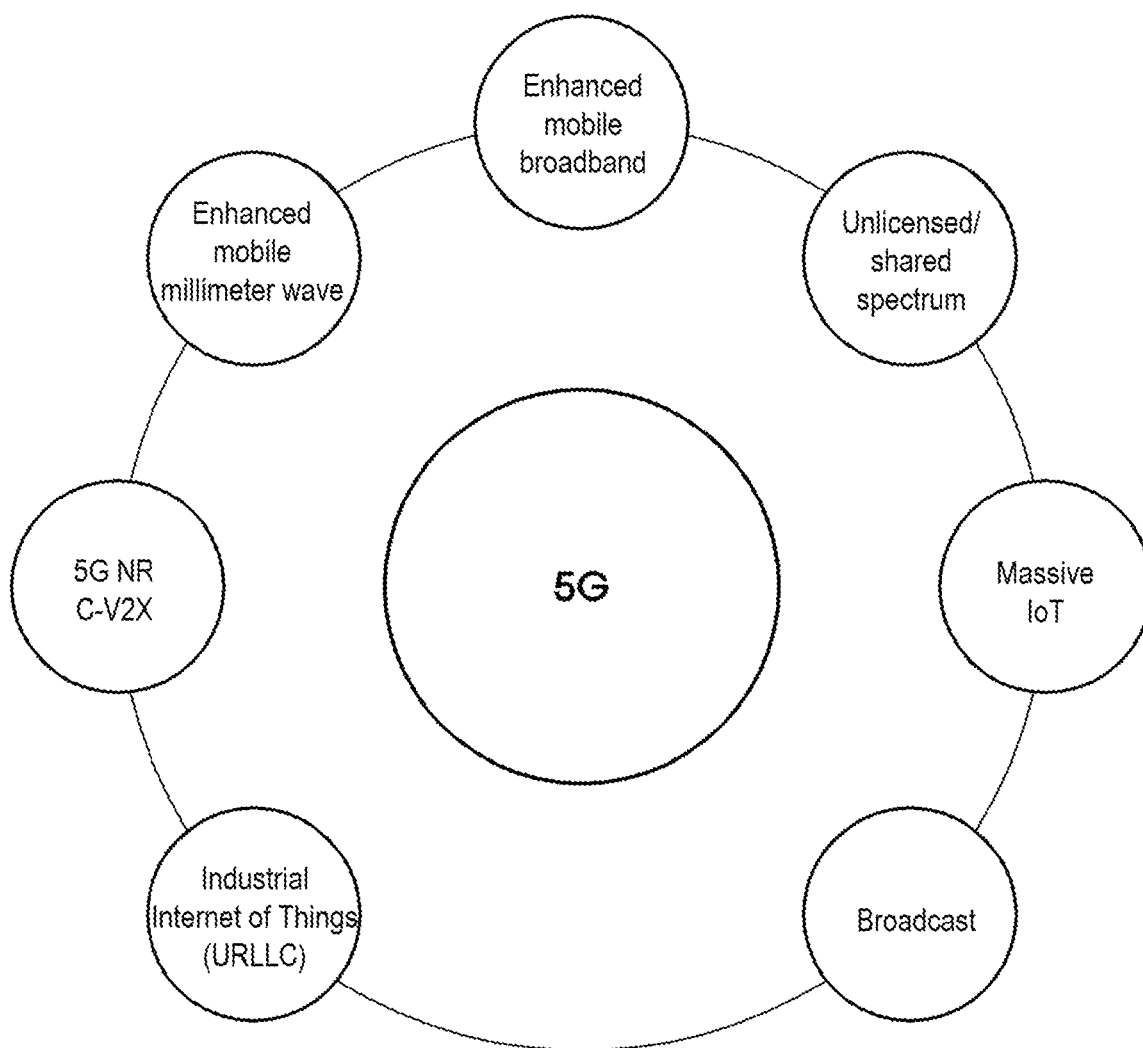 Enhanced
mobile
broadband
Enhanced
mobile
millimeter wave
Unlicensed/
shared
spectrum
5G NR
C-V2X
5G
Massive
IoT
Industrial
Internet of Things
(URLLC)
Broadcast